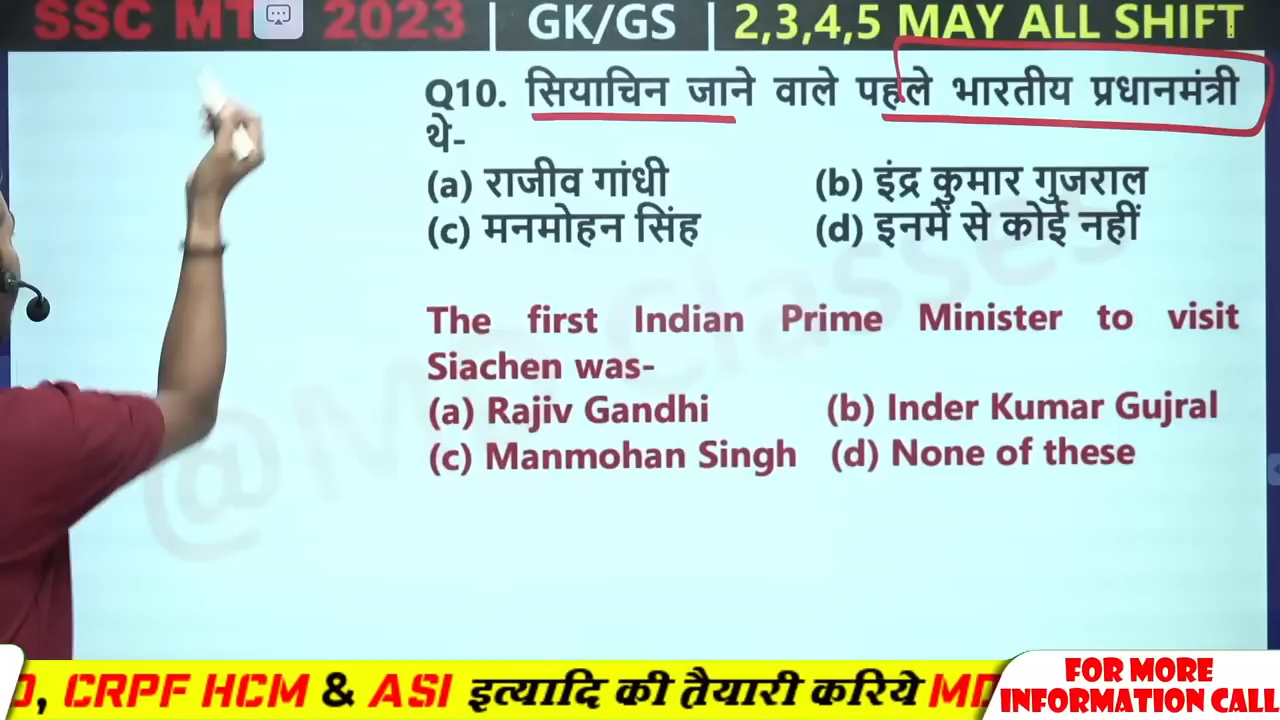 SSC MT 2023 | GK/GS | 2,3,4,5 MAY ALL SHIFT
Q10. सियाचिन जाने वाले पहले भारतीय प्रधानमंत्री
थे-
(a) राजीव गांधी (b) इंद्र कुमार गुजराल
(c) मनमोहन सिंह (d) इनमें से कोई नहीं
The first Indian Prime Minister to visit
Siachen was-
(a) Rajiv Gandhi (b) Inder Kumar Gujral
(c) Manmohan Singh (d) None of these
CRPF HCM & ASI इत्यादि की तैयारी करिये
FOR MORE
INFORMATION CALL